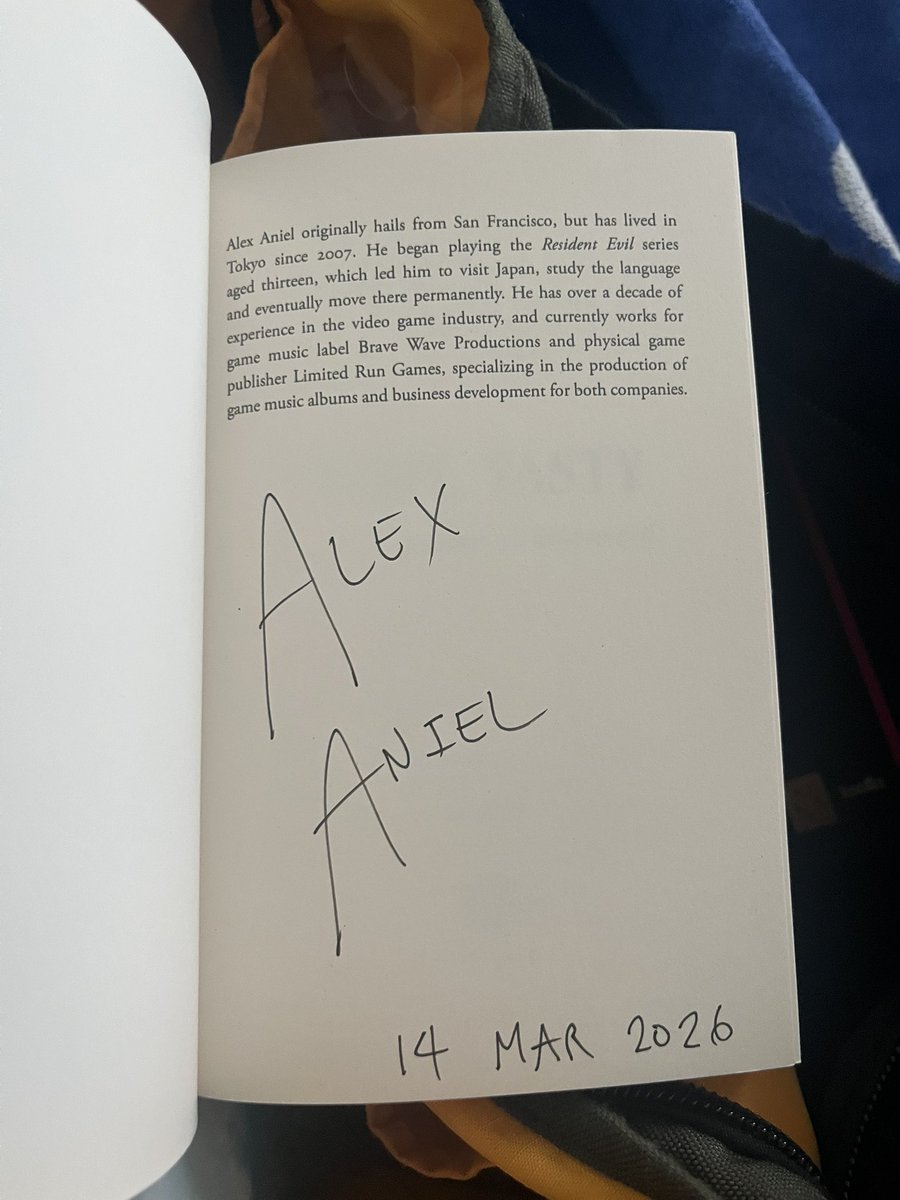 Alex Aniel originally hails from San Francisco, but has lived in
Tokyo since 2007. He began playing the Resident Evil series
aged thirteen, which led him to visit Japan, study the language
and eventually move there permanently. He has over a decade of
experience in the video game industry, and currently works for
game music label Brave Wave Productions and physical game
publisher Limited Run Games, specializing in the production of
game music albums and business development for both companies.
ALEX
ANIEL
14 MAR 2026